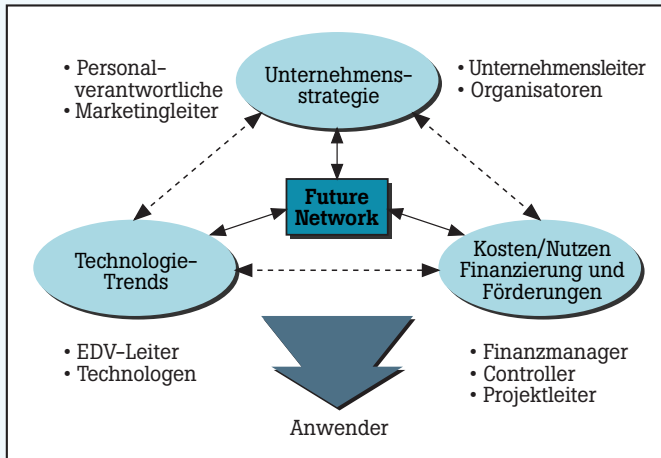 • Personal-
verantwortliche
• Marketingleiter
Unternehmens-
strategie
• Unternehmensleiter
• Organisatoren
Future
Network
Technologie-
Trends
Kosten/Nutzen
Finanzierung und
Förderungen
• EDV-Leiter
• Technologen
• Finanzmanager
• Controller
• Projektleiter
Anwender